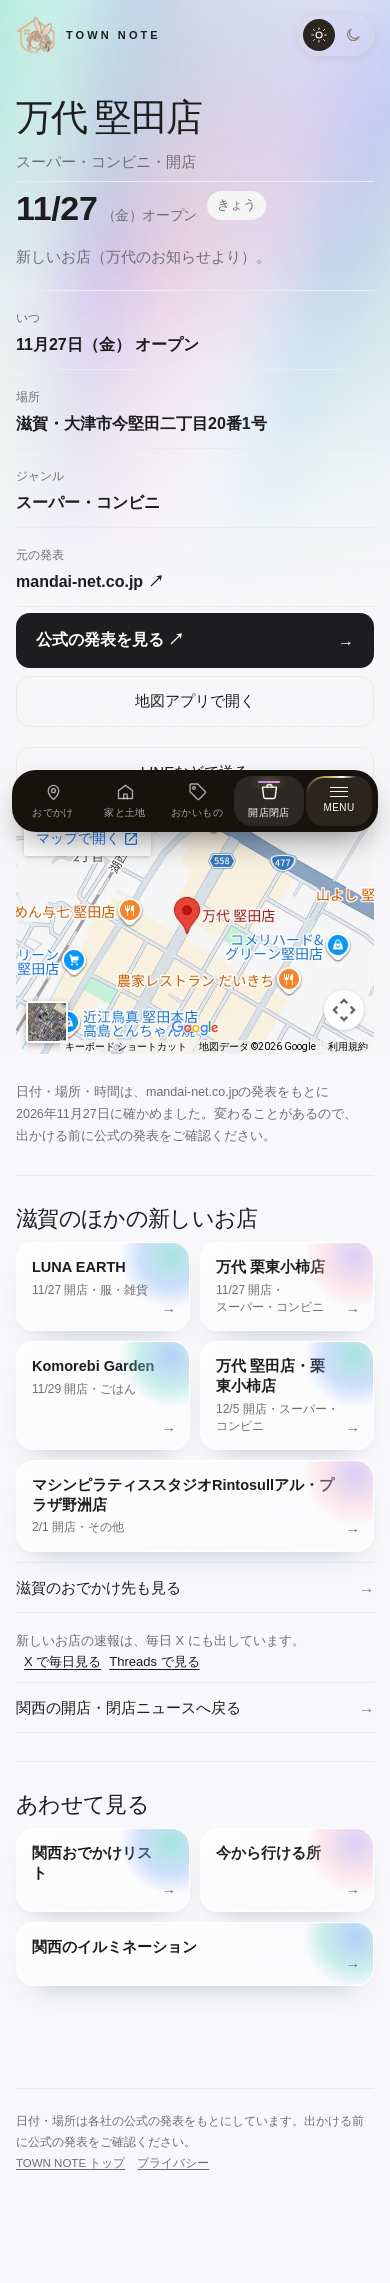 TOWN NOTE
万代 堅田店
スーパー・コンビニ・開店
11/27 （金）オープン きょう
新しいお店（万代のお知らせより）。
いつ
11月27日（金） オープン
場所
滋賀・大津市今堅田二丁目20番1号
ジャンル
スーパー・コンビニ
元の発表
mandai-net.co.jp ↗
公式の発表を見る ↗ →
地図アプリで開く
おでかけ
家と土地
おかいもの
開店閉店
MENU
マップで開く
2丁目
558
477
山よし 堅
めん与七 堅田店
万代 堅田店
コメリハード&
グリーン堅田店
リーン
堅田店
農家レストラン だいきち
近江鳥真 堅田本店
高島とんちゃん焼
Google
キーボード ショートカット 地図データ ©2026 Google 利用規約
日付・場所・時間は、mandai-net.co.jpの発表をもとに
2026年11月27日に確かめました。変わることがあるので、
出かける前に公式の発表をご確認ください。
滋賀のほかの新しいお店
LUNA EARTH
11/27 開店・服・雑貨
→
万代 栗東小柿店
11/27 開店・
スーパー・コンビニ
→
Komorebi Garden
11/29 開店・ごはん
→
万代 堅田店・栗
東小柿店
12/5 開店・スーパー・
コンビニ
→
マシンピラティススタジオRintosullアル・プ
ラザ野洲店
2/1 開店・その他
→
滋賀のおでかけ先も見る →
新しいお店の速報は、毎日 X にも出しています。
X で毎日見る Threads で見る
関西の開店・閉店ニュースへ戻る →
あわせて見る
関西おでかけリス
ト
→
今から行ける所
→
関西のイルミネーション
→
日付・場所は各社の公式の発表をもとにしています。出かける前
に公式の発表をご確認ください。
TOWN NOTE トップ プライバシー